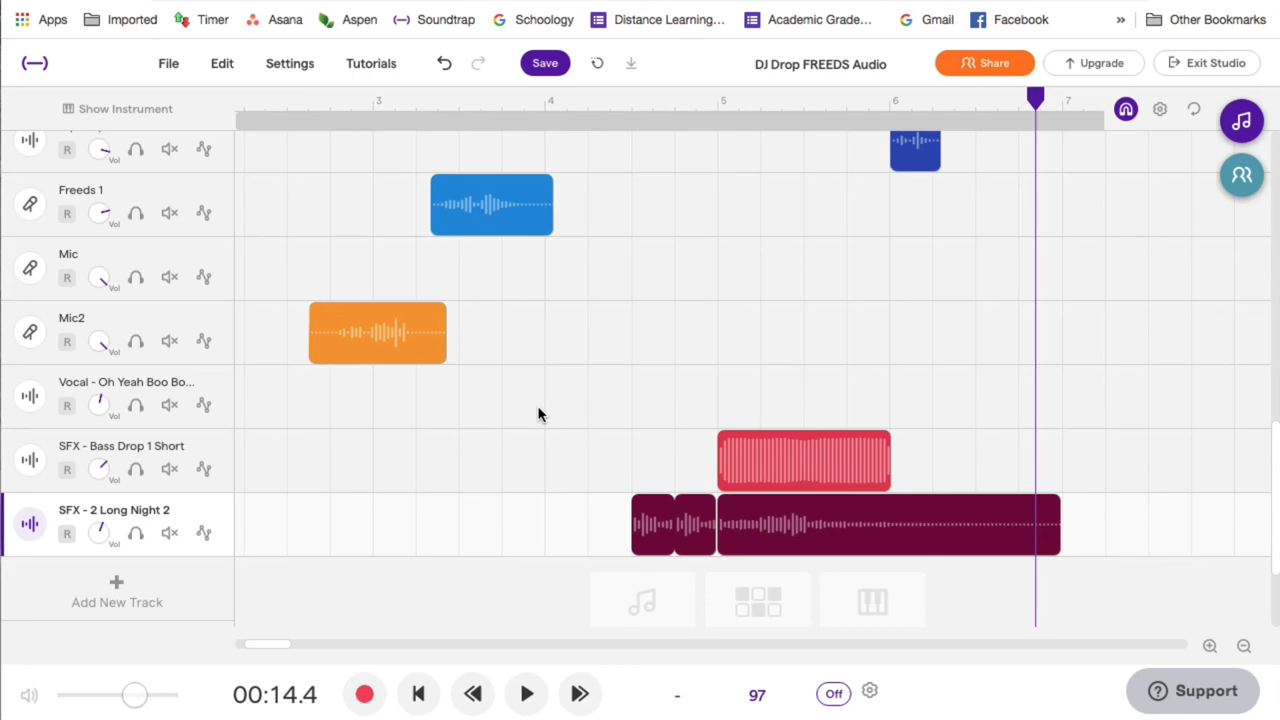 Apps Imported Timer Asana Aspen Soundtrap Schoology Distance Learning... Academic Grade... Gmail Facebook » Other Bookmarks
File Edit Settings Tutorials Save DJ Drop FREEDS Audio Share Upgrade Exit Studio
Show Instrument 3 4 5 6 7
R Vol
Freeds 1
R Vol
Mic
R Vol
Mic2
R Vol
Vocal - Oh Yeah Boo Bo...
R Vol
SFX - Bass Drop 1 Short
R Vol
SFX - 2 Long Night 2
R Vol
+
Add New Track
00:14.4 - 97 Off Support